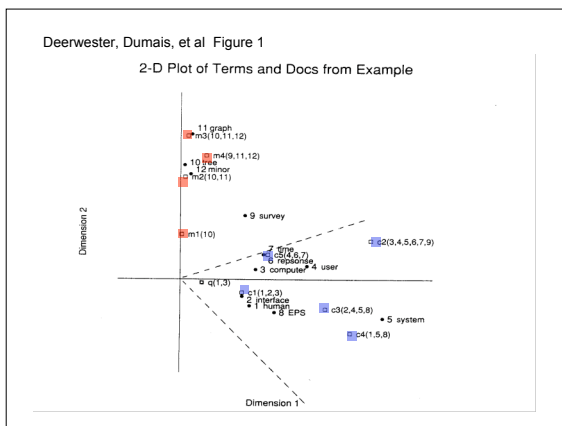 Deerwester, Dumais, et al  Figure 1
2-D Plot of Terms and Docs from Example
11 graph
m3(10,11,12)
m4(9,11,12)
10 tree
12 minor
m2(10,11)
9 survey
m1(10)
c2(3,4,5,6,7,9)
7 time
c5(4,6,7)
6 repsonse
4 user
3 computer
Dimension 2
q(1,3)
c1(1,2,3)
2 interface
1 human
c3(2,4,5,8)
8 EPS
5 system
c4(1,5,8)
Dimension 1